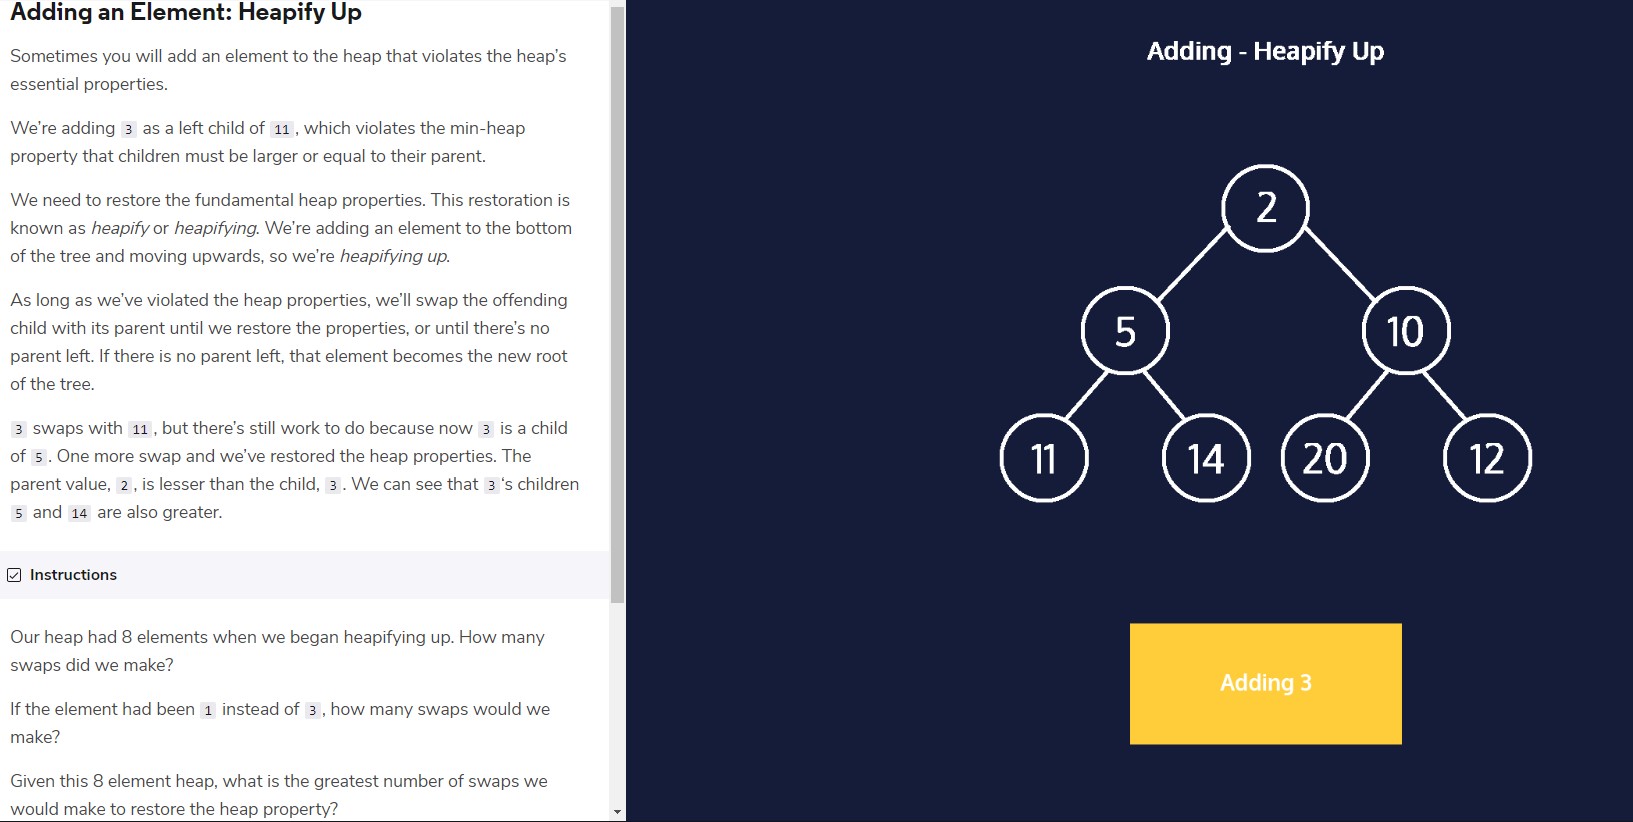 Adding an Element: Heapify Up
Sometimes you will add an element to the heap that violates the heap's
essential properties.
We're adding 3 as a left child of 11, which violates the min-heap
property that children must be larger or equal to their parent.
We need to restore the fundamental heap properties. This restoration is
known as heapify or heapifying. We're adding an element to the bottom
of the tree and moving upwards, so we're heapifying up.
As long as we've violated the heap properties, we'll swap the offending
child with its parent until we restore the properties, or until there's no
parent left. If there is no parent left, that element becomes the new root
of the tree.
3 swaps with 11, but there's still work to do because now 3 is a child
of 5. One more swap and we've restored the heap properties. The
parent value, 2, is lesser than the child, 3. We can see that 3's children
5 and 14 are also greater.
Instructions
Our heap had 8 elements when we began heapifying up. How many
swaps did we make?
If the element had been 1 instead of 3, how many swaps would we
make?
Given this 8 element heap, what is the greatest number of swaps we
would make to restore the heap property?
Adding - Heapify Up
2
5
10
11
14
20
12
Adding 3